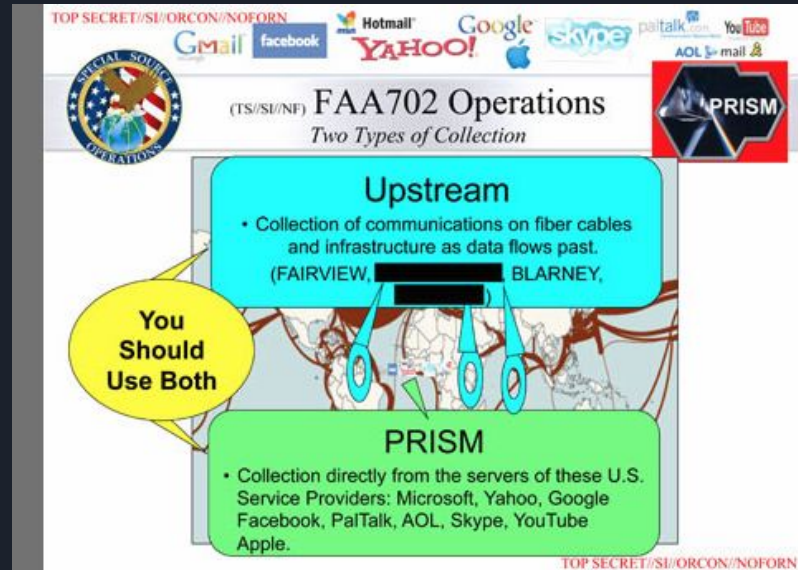 TOP SECRET//SI//ORCON//NOFORN
Hotmail
Google
paltalk.com
YouTube
GMail
facebook
YAHOO!
skype
AOL mail
SPECIAL SOURCE
OPERATIONS
(TS//SI//NF) FAA702 Operations
Two Types of Collection
PRISM
Upstream
• Collection of communications on fiber cables
and infrastructure as data flows past.
(FAIRVIEW, , BLARNEY,
)
You
Should
Use Both
PRISM
• Collection directly from the servers of these U.S.
Service Providers: Microsoft, Yahoo, Google
Facebook, PalTalk, AOL, Skype, YouTube
Apple.
TOP SECRET//SI//ORCON//NOFORN